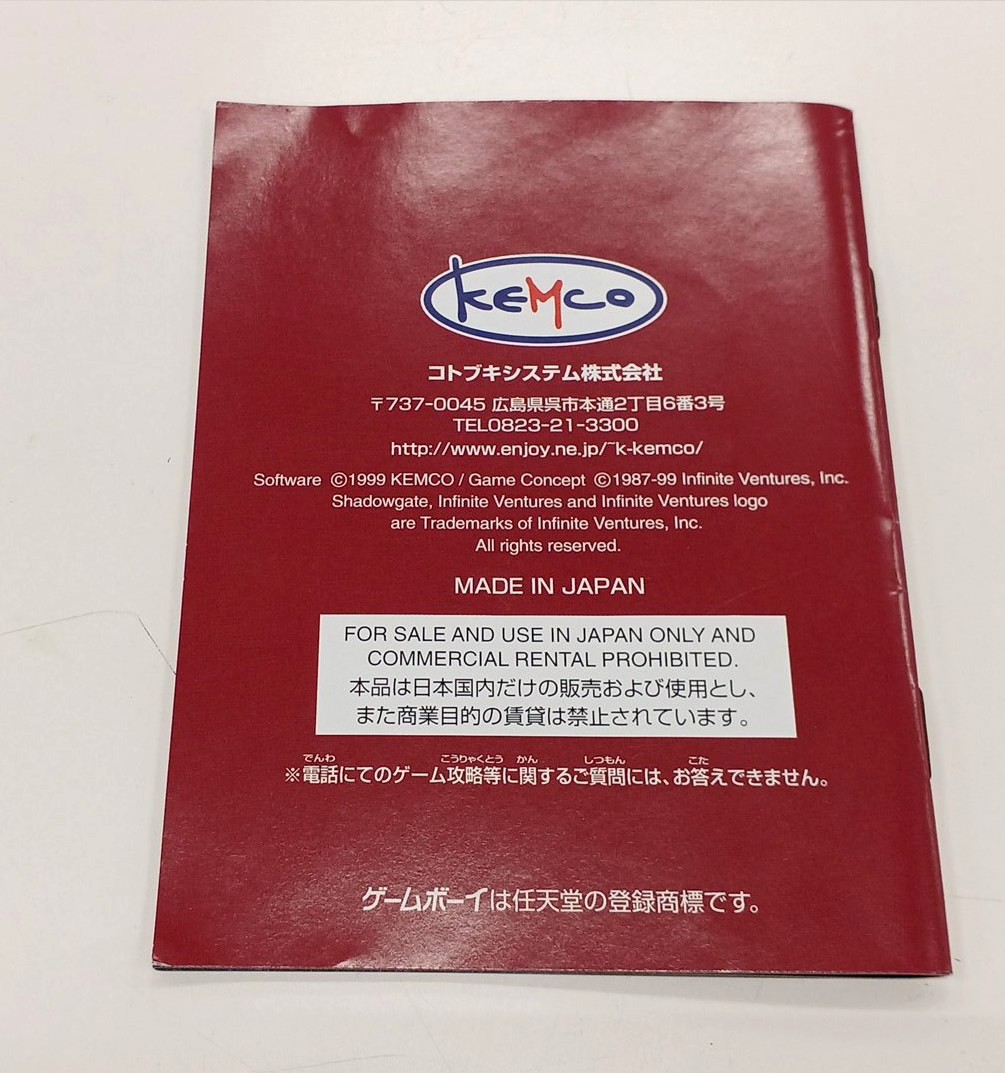 KEMCO
コトブキシステム株式会社
〒737-0045 広島県呉市本通2丁目6番3号
TEL0823-21-3300
http://www.enjoy.ne.jp/~k-kemco/
Software ©1999 KEMCO / Game Concept ©1987-99 Infinite Ventures, Inc.
Shadowgate, Infinite Ventures and Infinite Ventures logo
are Trademarks of Infinite Ventures, Inc.
All rights reserved.
MADE IN JAPAN
FOR SALE AND USE IN JAPAN ONLY AND
COMMERCIAL RENTAL PROHIBITED.
本品は日本国内だけの販売および使用とし、
また商業目的の賃貸は禁止されています。
でんわ こうりゃくとう かん しつもん こた
※電話にてのゲーム攻略等に関するご質問には、お答えできません。
ゲームボーイは任天堂の登録商標です。